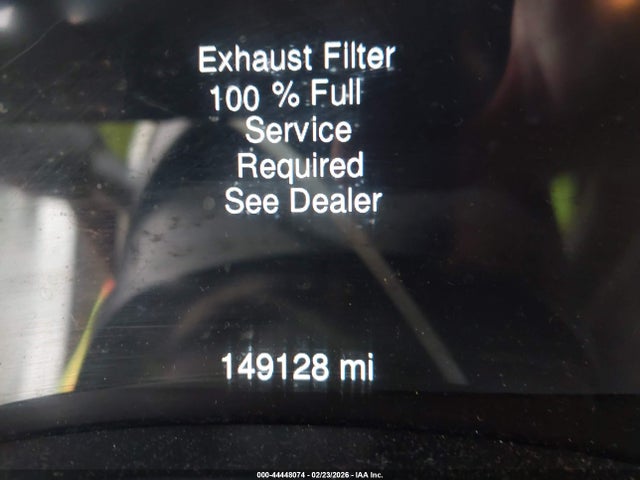 Exhaust Filter
100 % Full
Service
Required
See Dealer
149128 mi
000-44448074 - 02/23/2026 - IAA Inc.